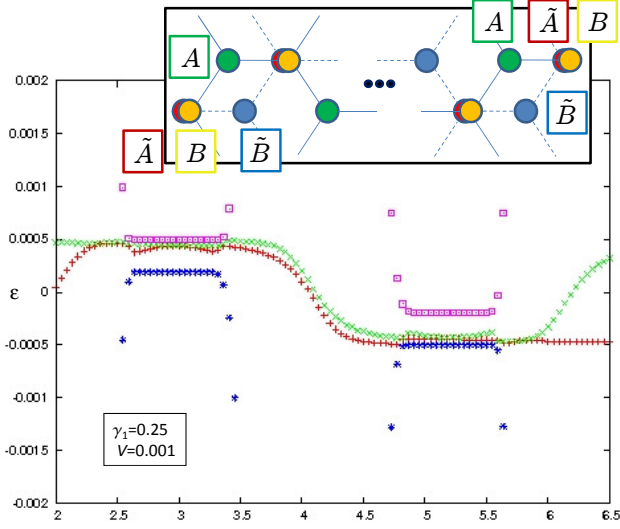 A Ã B
A
B̃
Ã B B̃
0.002
0.0015
0.001
0.0005
0
-0.0005
-0.001
-0.0015
-0.002
ε
γ₁=0.25
V=0.001
2 2.5 3 3.5 4 4.5 5 5.5 6 6.5